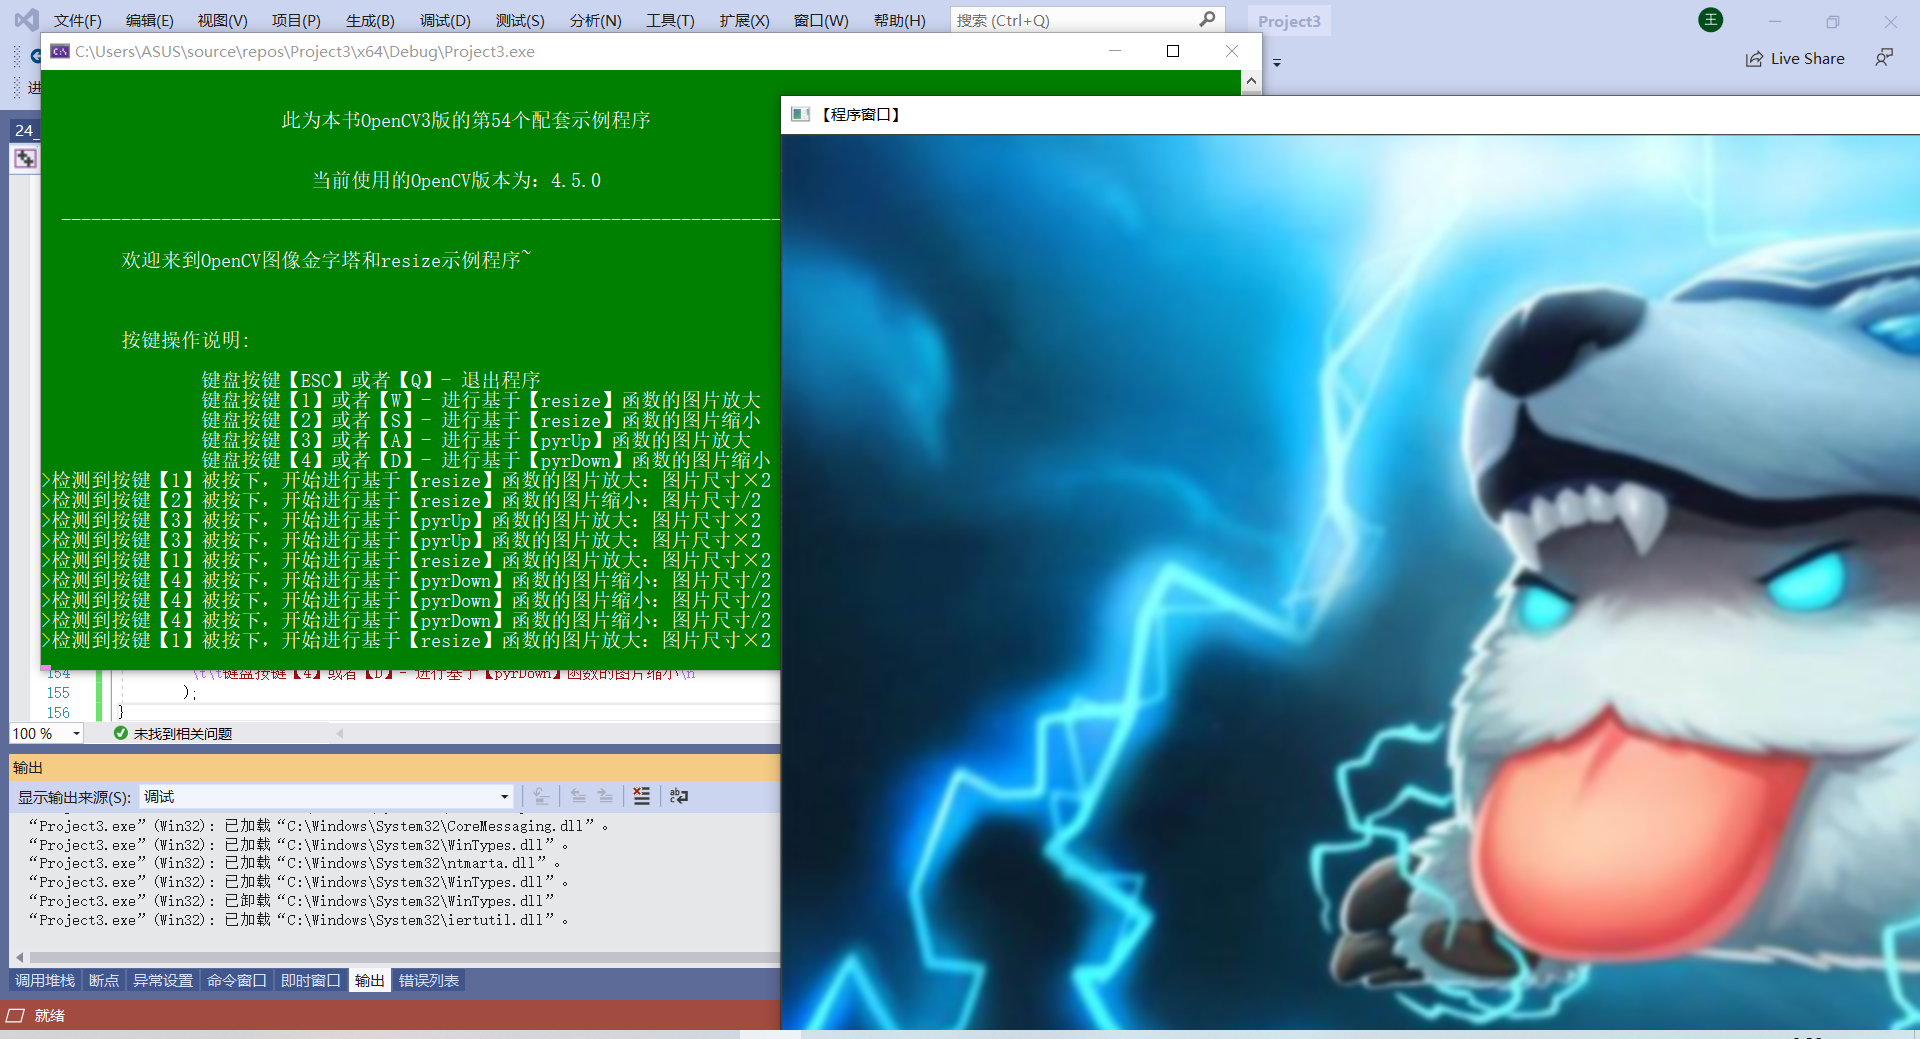 文件(F) 编辑(E) 视图(V) 项目(P) 生成(B) 调试(D) 测试(S) 分析(N) 工具(T) 扩展(X) 窗口(W) 帮助(H) 搜索 (Ctrl+Q) Project3 王
C:\Users\ASUS\source\repos\Project3\x64\Debug\Project3.exe
Live Share
进
24_
此为本书OpenCV3版的第54个配套示例程序
当前使用的OpenCV版本为：4.5.0
欢迎来到OpenCV图像金字塔和resize示例程序~
按键操作说明:
键盘按键【ESC】或者【Q】- 退出程序
键盘按键【1】或者【W】- 进行基于【resize】函数的图片放大
键盘按键【2】或者【S】- 进行基于【resize】函数的图片缩小
键盘按键【3】或者【A】- 进行基于【pyrUp】函数的图片放大
键盘按键【4】或者【D】- 进行基于【pyrDown】函数的图片缩小
>检测到按键【1】被按下，开始进行基于【resize】函数的图片放大：图片尺寸×2
>检测到按键【2】被按下，开始进行基于【resize】函数的图片缩小：图片尺寸/2
>检测到按键【3】被按下，开始进行基于【pyrUp】函数的图片放大：图片尺寸×2
>检测到按键【3】被按下，开始进行基于【pyrUp】函数的图片放大：图片尺寸×2
>检测到按键【1】被按下，开始进行基于【resize】函数的图片放大：图片尺寸×2
>检测到按键【4】被按下，开始进行基于【pyrDown】函数的图片缩小：图片尺寸/2
>检测到按键【4】被按下，开始进行基于【pyrDown】函数的图片缩小：图片尺寸/2
>检测到按键【4】被按下，开始进行基于【pyrDown】函数的图片缩小：图片尺寸/2
>检测到按键【1】被按下，开始进行基于【resize】函数的图片放大：图片尺寸×2
【程序窗口】
154 \t\t键盘按键【4】或者【D】- 进行基于【pyrDown】函数的图片缩小\n
155 );
156 }
100 % 未找到相关问题
输出
显示输出来源(S): 调试
“Project3.exe”(Win32): 已加载“C:\Windows\System32\CoreMessaging.dll”。
“Project3.exe”(Win32): 已加载“C:\Windows\System32\WinTypes.dll”。
“Project3.exe”(Win32): 已加载“C:\Windows\System32\ntmarta.dll”。
“Project3.exe”(Win32): 已加载“C:\Windows\System32\WinTypes.dll”。
“Project3.exe”(Win32): 已卸载“C:\Windows\System32\WinTypes.dll”
“Project3.exe”(Win32): 已加载“C:\Windows\System32\iertutil.dll”。
调用堆栈 断点 异常设置 命令窗口 即时窗口 输出 错误列表
就绪